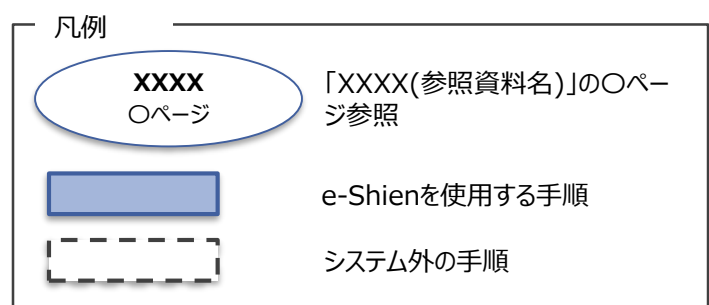 凡例
XXXX
〇ページ
「XXXX(参照資料名)」の〇ペー
ジ参照
e-Shienを使用する手順
システム外の手順